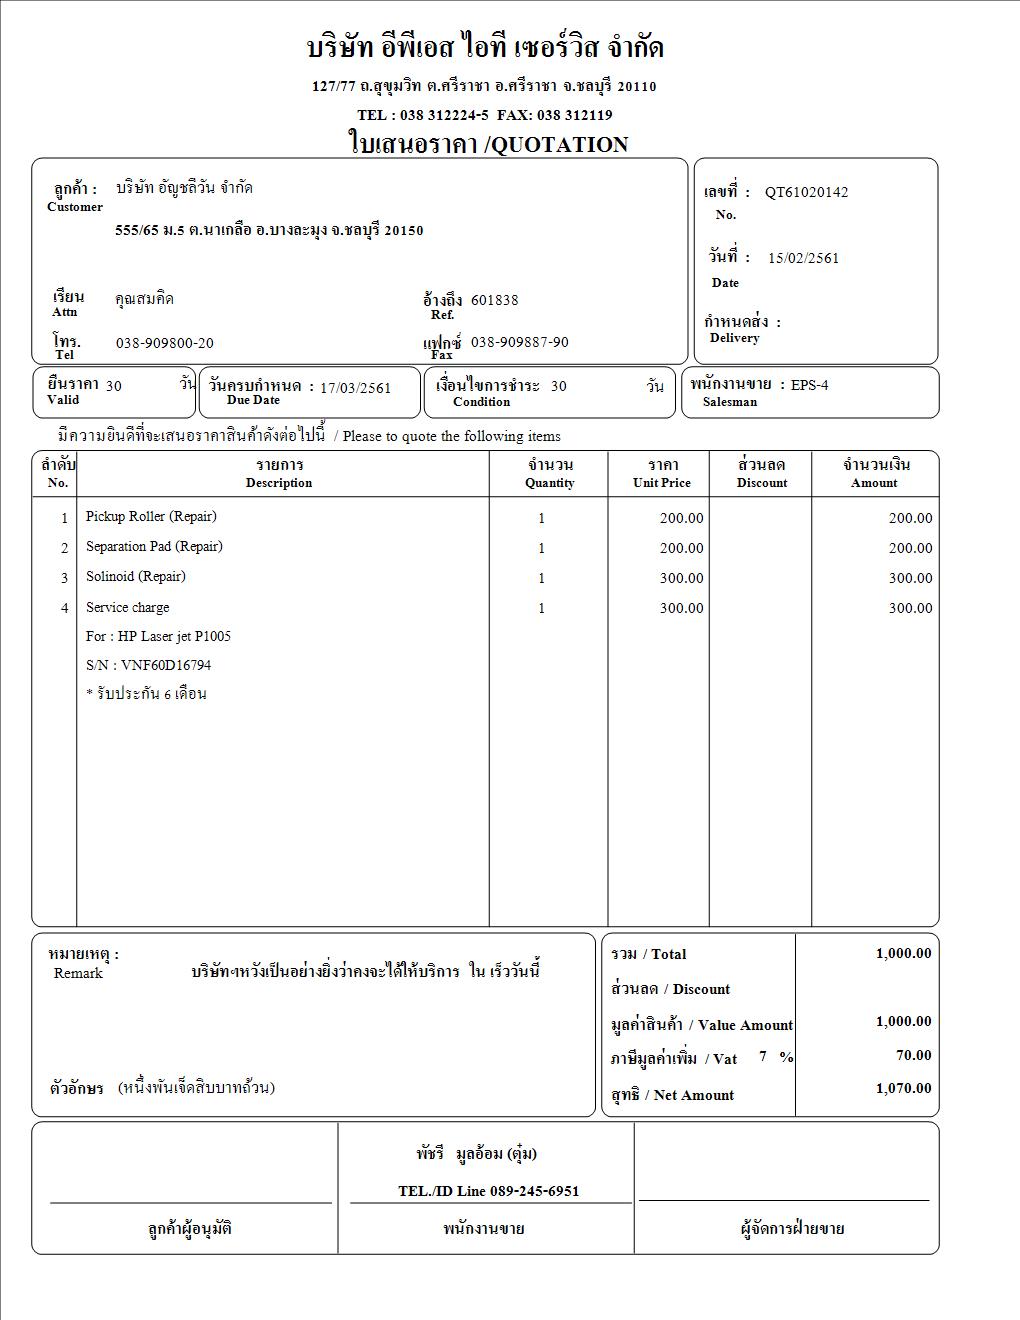 บริษัท อีพีเอส ไอที เซอร์วิส จำกัด
127/77 ถ.สุขุมวิท ต.ศรีราชา อ.ศรีราชา จ.ชลบุรี 20110
TEL : 038 312224-5 FAX: 038 312119
ใบเสนอราคา /QUOTATION
ลูกค้า : บริษัท อัญชลีวัน จำกัด
Customer
555/65 ม.5 ต.นาเกลือ อ.บางละมุง จ.ชลบุรี 20150
เรียน คุณสมคิด อ้างถึง 601838
Attn Ref.
โทร. 038-909800-20 แฟกซ์ 038-909887-90
Tel Fax
เลขที่ : QT61020142
No.
วันที่ : 15/02/2561
Date
กำหนดส่ง :
Delivery
ยืนราคา 30 วัน วันครบกำหนด : 17/03/2561 เงื่อนไขการชำระ 30 วัน พนักงานขาย : EPS-4
Valid Due Date Condition Salesman
มีความยินดีที่จะเสนอราคาสินค้าดังต่อไปนี้ / Please to quote the following items
ลำดับ รายการ จำนวน ราคา ส่วนลด จำนวนเงิน
No. Description Quantity Unit Price Discount Amount
1 Pickup Roller (Repair) 1 200.00 200.00
2 Separation Pad (Repair) 1 200.00 200.00
3 Solinoid (Repair) 1 300.00 300.00
4 Service charge 1 300.00 300.00
For : HP Laser jet P1005
S/N : VNF60D16794
* รับประกัน 6 เดือน
หมายเหตุ :
Remark บริษัทฯหวังเป็นอย่างยิ่งว่าคงจะได้ให้บริการ ใน เร็ววันนี้
ตัวอักษร (หนึ่งพันเจ็ดสิบบาทถ้วน)
รวม / Total 1,000.00
ส่วนลด / Discount
มูลค่าสินค้า / Value Amount 1,000.00
ภาษีมูลค่าเพิ่ม / Vat 7 % 70.00
สุทธิ / Net Amount 1,070.00
พัชรี มูลอ้อม (ตุ๋ม)
TEL./ID Line 089-245-6951
ลูกค้าผู้อนุมัติ พนักงานขาย ผู้จัดการฝ่ายขาย